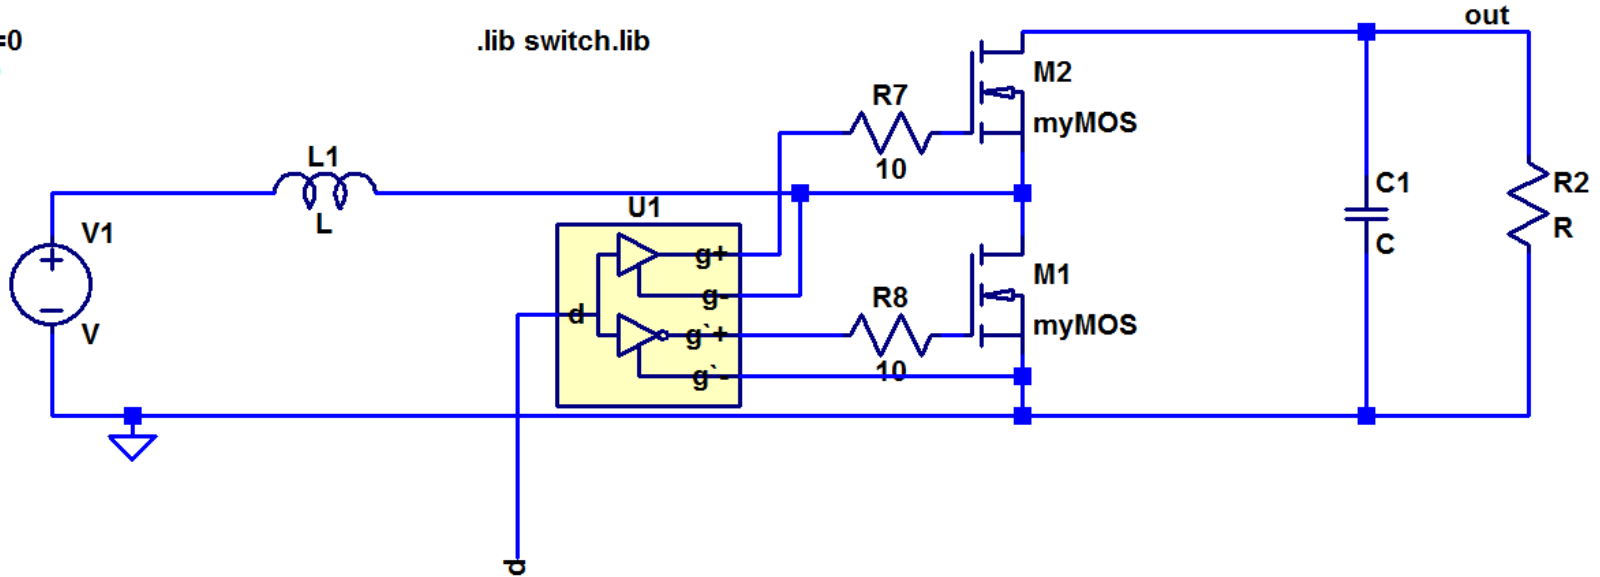 =0
.lib switch.lib
out
M2
myMOS
R7
10
L1
L
U1
V1
V
g+
g-
d
g`+
g`-
R8
10
M1
myMOS
C1
C
R2
R
d